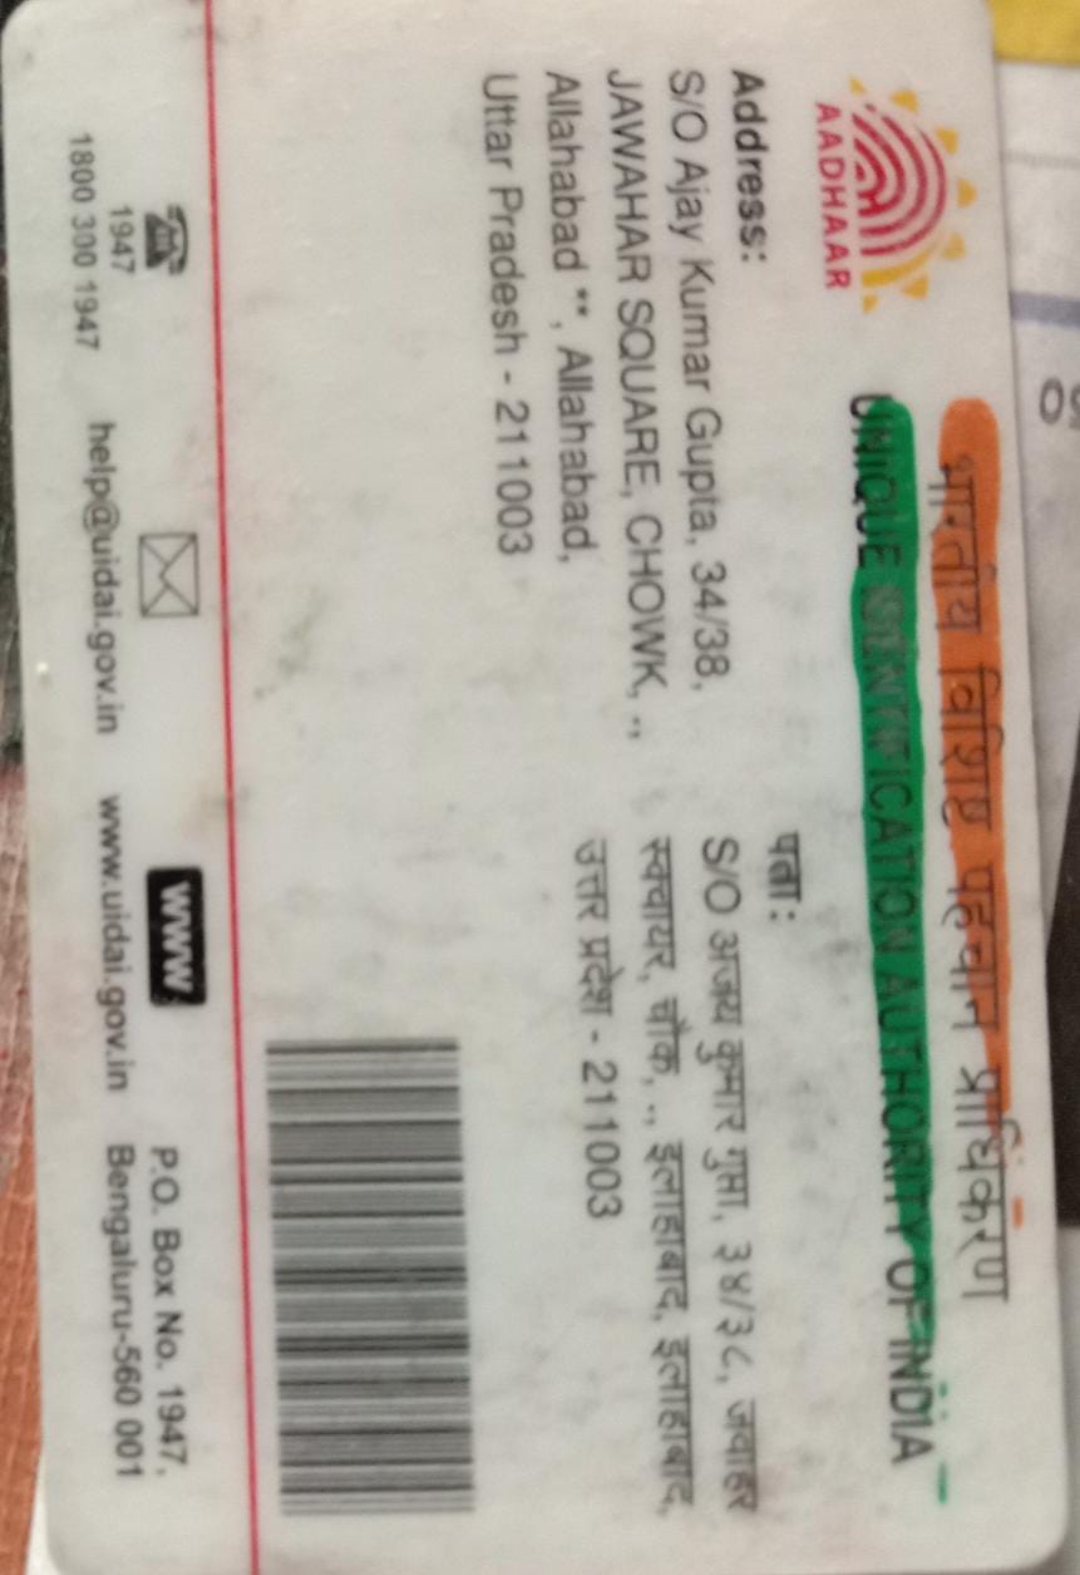 भारतीय विशिष्ट पहचान प्राधिकरण
UNIQUE IDENTIFICATION AUTHORITY OF INDIA
AADHAAR
Address:
S/O Ajay Kumar Gupta, 34/38,
JAWAHAR SQUARE, CHOWK, .,
Allahabad **, Allahabad,
Uttar Pradesh - 211003
पता:
S/O अजय कुमार गुप्ता, ३४/३८, जवाहर
स्क्वायर, चौक, ., इलाहाबाद, इलाहाबाद,
उत्तर प्रदेश - 211003
1947
1800 300 1947
help@uidai.gov.in
www
www.uidai.gov.in
P.O. Box No. 1947,
Bengaluru-560 001